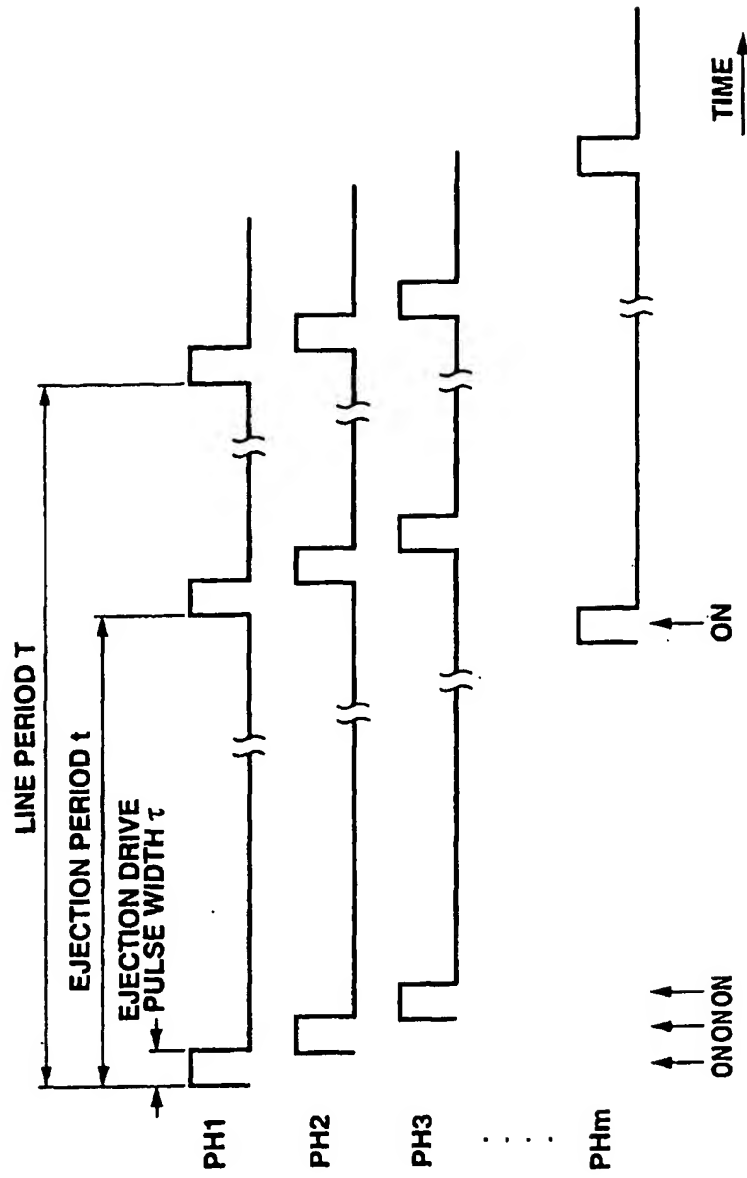 LINE PERIOD T
EJECTION PERIOD t
EJECTION DRIVE
PULSE WIDTH τ
PH1
PH2
PH3
. . . . .
PHm
ON ON ON
ON
TIME